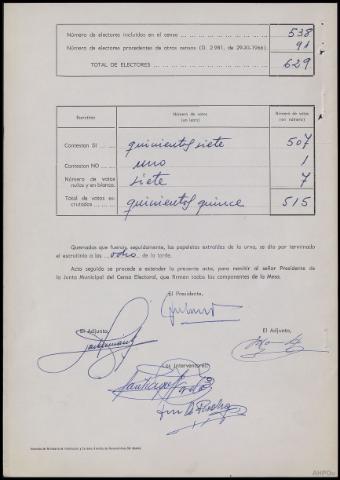 Número de electores incluidos en el censo ... 538
Número de electores procedentes de otros censos (D. 2.981, de 29-XI-1966) ... 91
TOTAL DE ELECTORES ... 629
Escrutinio Número de votos (en letra) Número de votos (en número)
Contestan SI ... quinientos siete 507
Contestan NO ... uno 1
Número de votos nulos y en blanco. siete 7
Total de votos escrutados ... quinientos quince 515
Quemadas que fueron, seguidamente, las papeletas extraídas de la urna, se dio por terminado
el escrutinio a las ocho de la tarde.
Acto seguido se procede a extender la presente acta, para remitir al señor Presidente de
la Junta Municipal del Censo Electoral, que firman todos los componentes de la Mesa.
El Presidente,
El Adjunto, El Adjunto,
Los Interventores,
AHPOu